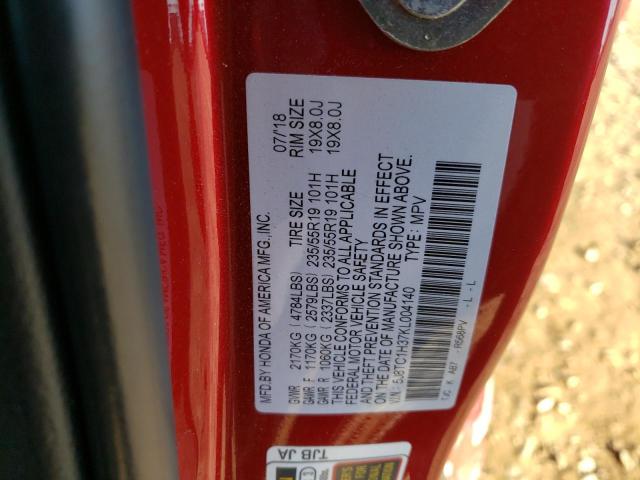 MFD.BY HONDA OF AMERICA MFG.,INC. 07/'18
TIRE SIZE RIM SIZE
GVWR 2170KG (4784LBS)
GAWR F 1170KG (2579LBS) 235/55R19 101H 19X8.0J
GAWR R 1060KG (2337LBS) 235/55R19 101H 19X8.0J
THIS VEHICLE CONFORMS TO ALL APPLICABLE
FEDERAL MOTOR VEHICLE SAFETY
AND THEFT PREVENTION STANDARDS IN EFFECT
ON THE DATE OF MANUFACTURE SHOWN ABOVE.
5J8TC1H37KL004140 TYPE: MPV
TJC - K AB7 - R568PV - L - L
TJB JA